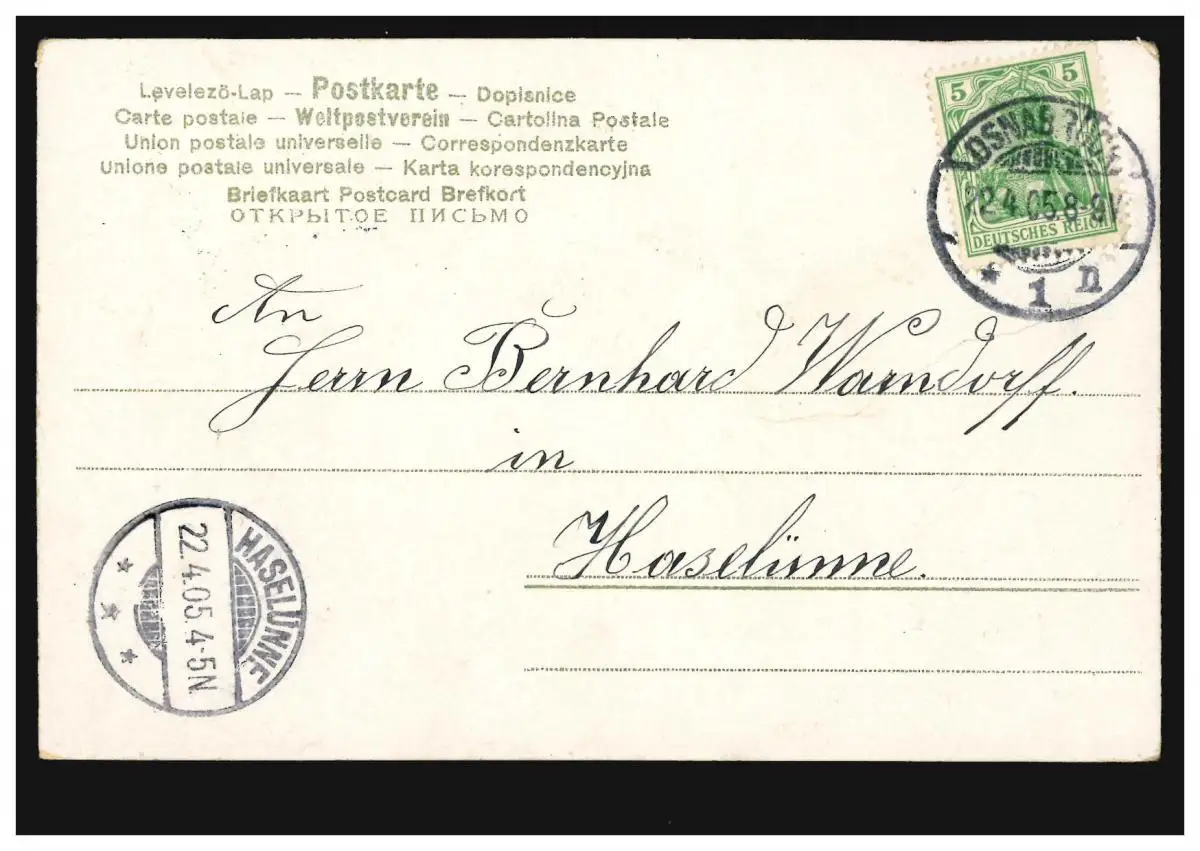 Levelező-Lap — Postkarte — Dopisnice
Carte postale — Weltpostverein — Cartolina Postale
Union postale universelle — Correspondenzkarte
Unione postale universale — Karta korespondencyjna
Briefkaart Postcard Brefkort
ОТКРЫТОЕ ПИСЬМО
5 5
DEUTSCHES REICH
OSNABRÜCK
22.4.05.8-9V
* 1 n
An
Herrn Bernhard Warndorff.
in
Haselünne.
HASELÜNNE
22.4.05.4-5N
* * *